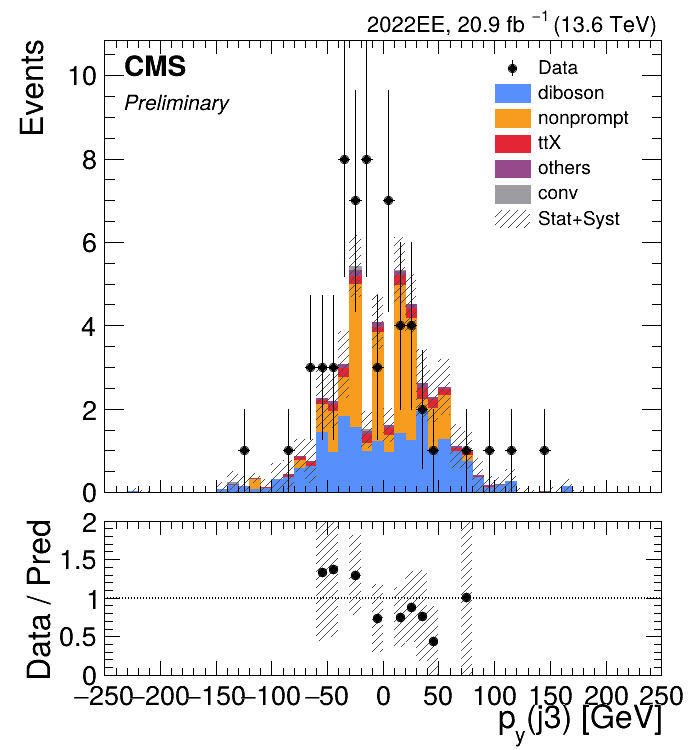 2022EE, 20.9 fb⁻¹ (13.6 TeV)
Events
CMS
Preliminary
Data
diboson
nonprompt
ttX
others
conv
Stat+Syst
10
8
6
4
2
0
Data / Pred
2
1.5
1
0.5
0
−250 −200 −150 −100 −50 0 50 100 150 200 250
p_y(j3) [GeV]